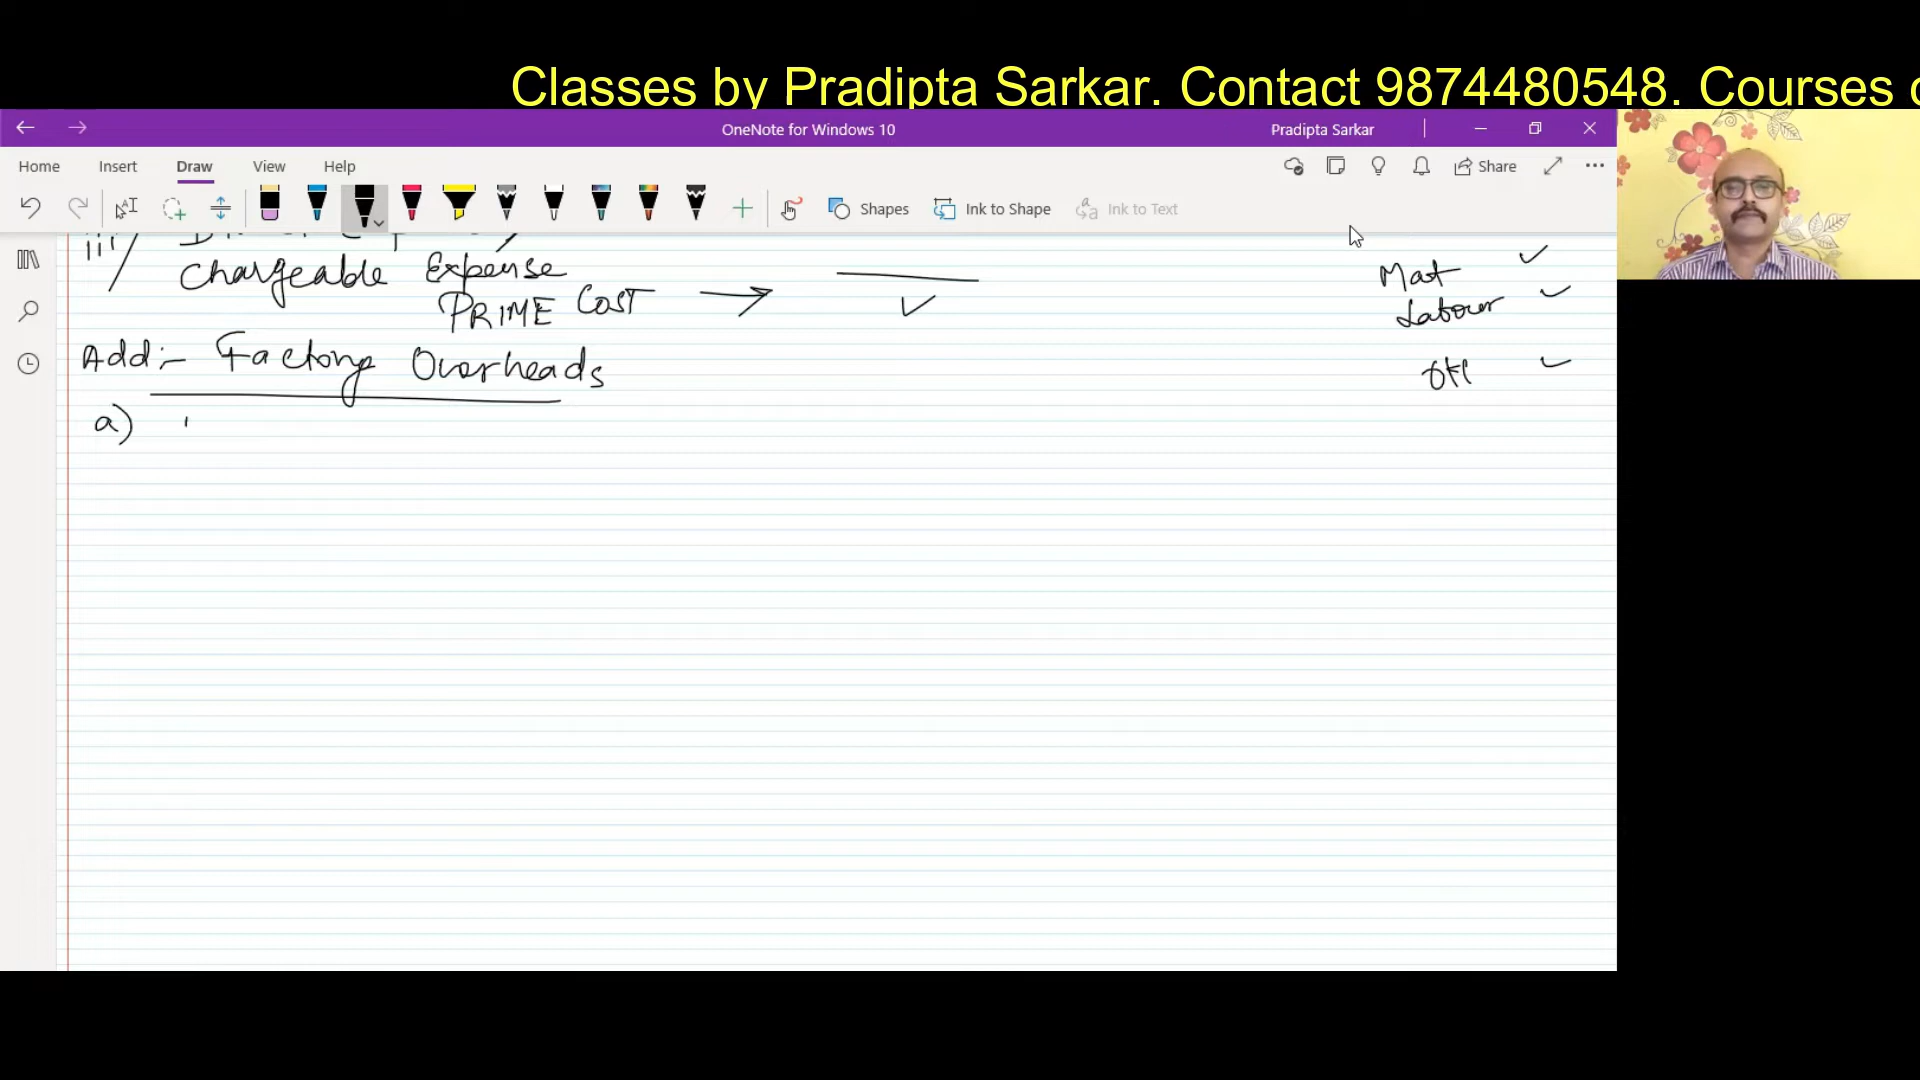 Classes by Pradipta Sarkar. Contact 9874480548. Courses
OneNote for Windows 10
Pradipta Sarkar
Home Insert Draw View Help
Share
Shapes
Ink to Shape
Ink to Text
iii/
Chargeable Expense
PRIME COST →
Mat ✓
Labour ✓
Add:- Factory Overheads
✓
a)